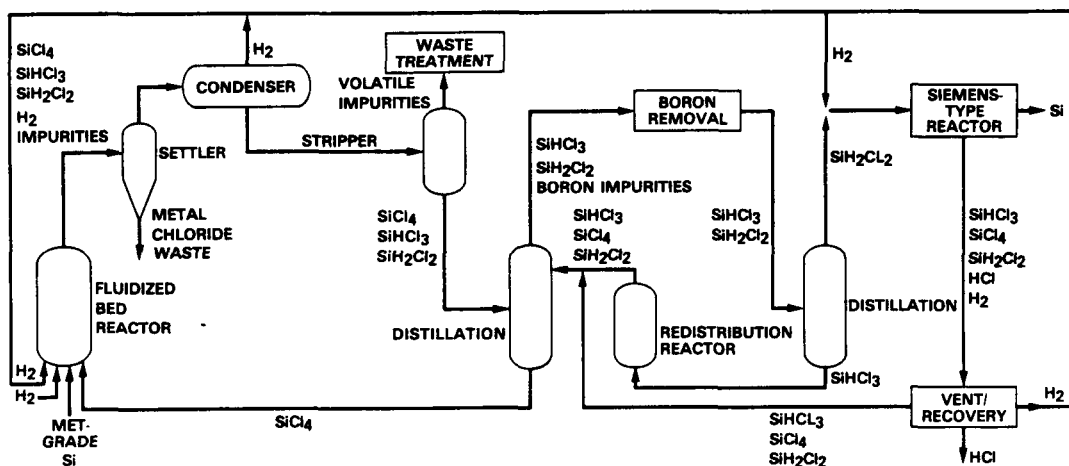 SiCl4
SiHCl3
SiH2Cl2
H2
IMPURITIES
SETTLER
METAL
CHLORIDE
WASTE
FLUIDIZED
BED
REACTOR
H2
H2
MET-
GRADE
Si
H2
CONDENSER
STRIPPER
WASTE
TREATMENT
VOLATILE
IMPURITIES
SiCl4
SiHCl3
SiH2Cl2
DISTILLATION
SiCl4
SiHCl3
SiH2Cl2
BORON IMPURITIES
BORON
REMOVAL
SiHCl3
SiCl4
SiH2Cl2
REDISTRIBUTION
REACTOR
SiHCl3
SiH2Cl2
DISTILLATION
SiHCl3
SiH2CL2
H2
SIEMENS-
TYPE
REACTOR
Si
SiHCl3
SiCl4
SiH2Cl2
HCl
H2
VENT/
RECOVERY
H2
HCl
SiHCL3
SiCl4
SiH2Cl2